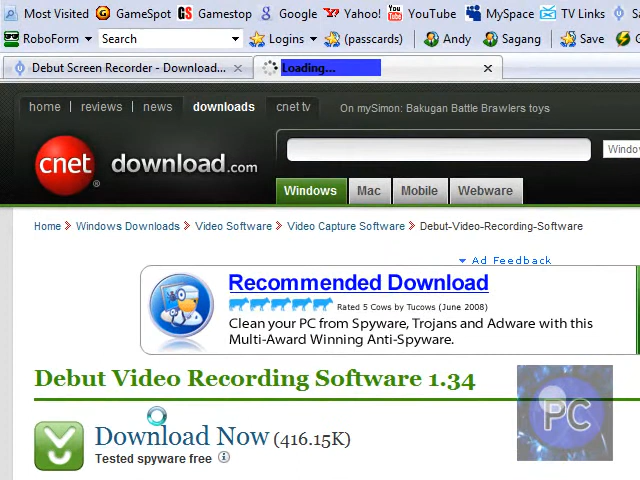 Most Visited GameSpot GS Gamestop Google Yahoo! YouTube MySpace TV Links
RoboForm Search Logins (passcards) Andy Sagang Save
Debut Screen Recorder - Download... Loading...
home | reviews | news downloads cnet tv On mySimon: Bakugan Battle Brawlers toys
cnet download.com
Windows Mac Mobile Webware
Home > Windows Downloads > Video Software > Video Capture Software > Debut-Video-Recording-Software
Ad Feedback
Recommended Download
Rated 5 Cows by Tucows (June 2008)
Clean your PC from Spyware, Trojans and Adware with this
Multi-Award Winning Anti-Spyware.
Debut Video Recording Software 1.34
PC
Download Now (416.15K)
Tested spyware free